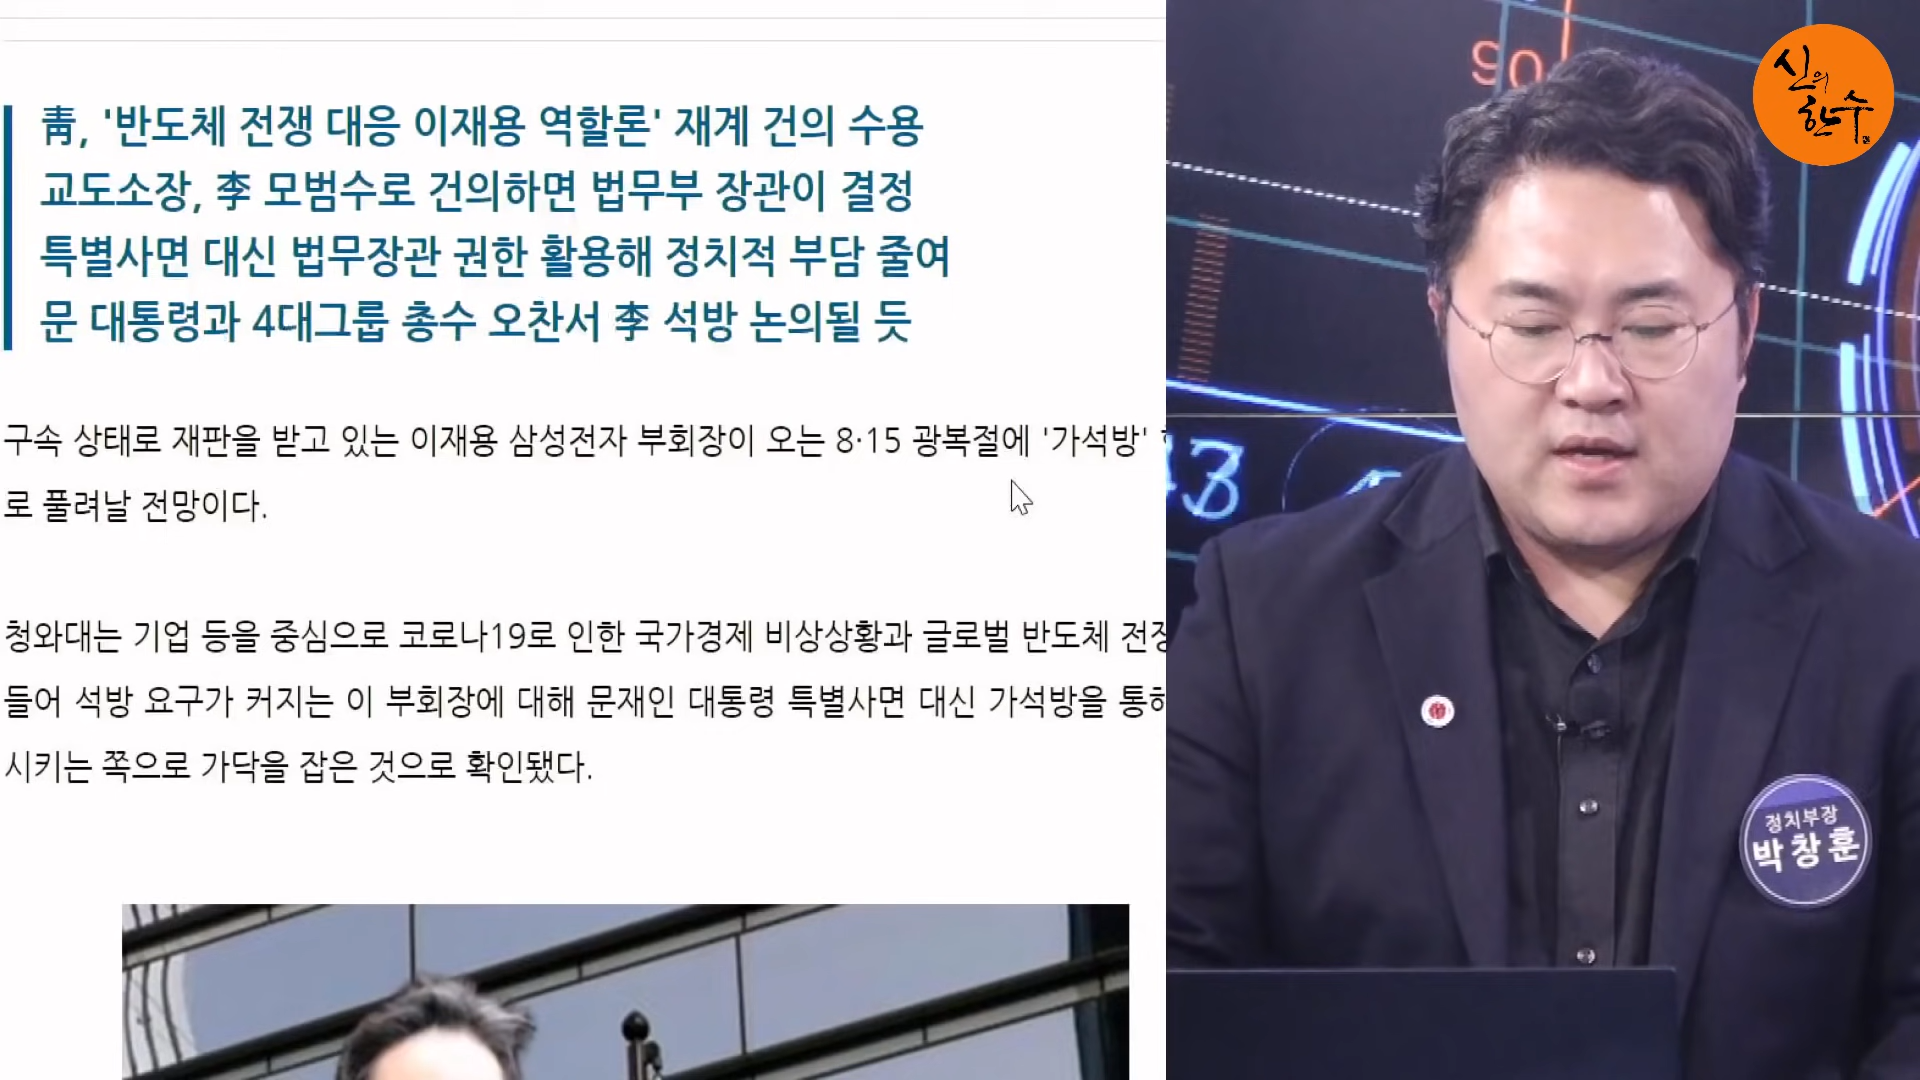 靑, '반도체 전쟁 대응 이재용 역할론' 재계 건의 수용
교도소장, 李 모범수로 건의하면 법무부 장관이 결정
특별사면 대신 법무장관 권한 활용해 정치적 부담 줄여
문 대통령과 4대그룹 총수 오찬서 李 석방 논의될 듯
구속 상태로 재판을 받고 있는 이재용 삼성전자 부회장이 오는 8·15 광복절에 '가석방'
로 풀려날 전망이다.
청와대는 기업 등을 중심으로 코로나19로 인한 국가경제 비상상황과 글로벌 반도체
들어 석방 요구가 커지는 이 부회장에 대해 문재인 대통령 특별사면 대신 가석방을
시키는 쪽으로 가닥을 잡은 것으로 확인됐다.
90
신의
한수
정치부장
박창훈